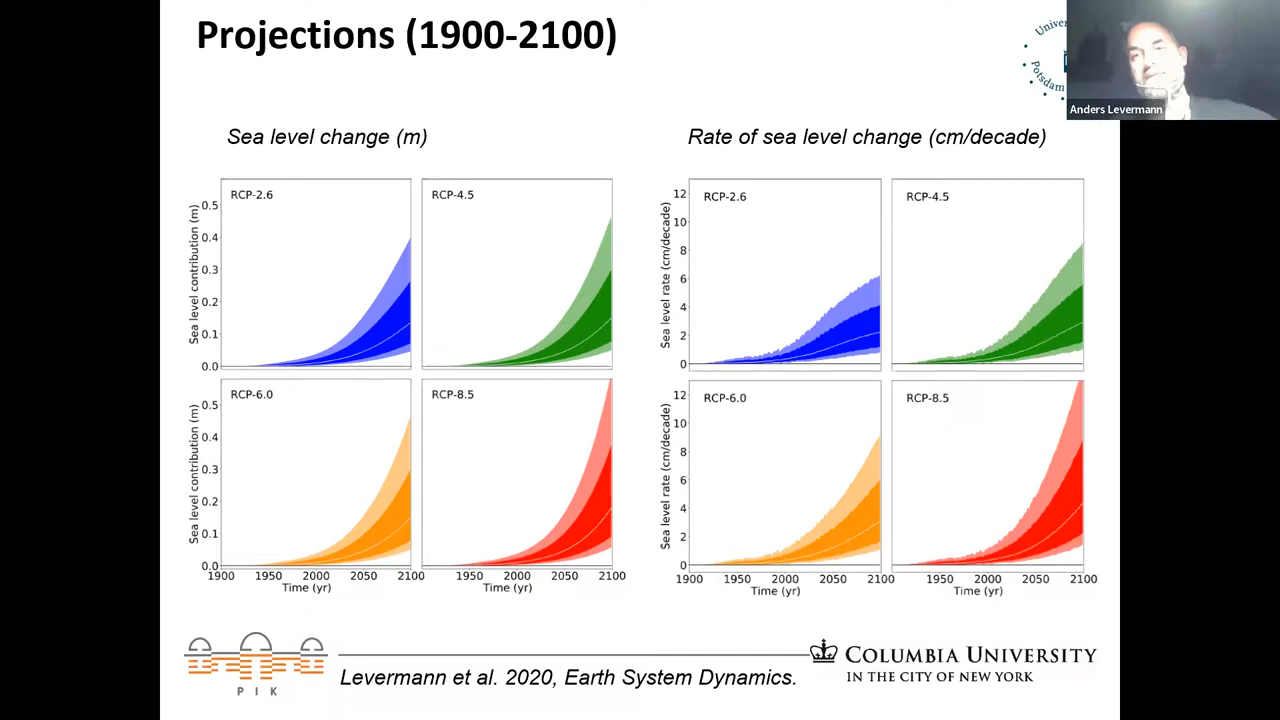 Projections (1900-2100)
Univer
Potsdam
Anders Levermann
Sea level change (m)
Rate of sea level change (cm/decade)
RCP-2.6
RCP-4.5
Sea level contribution (m)
0.5
0.4
0.3
0.2
0.1
0.0
RCP-6.0
RCP-8.5
Sea level contribution (m)
0.5
0.4
0.3
0.2
0.1
0.0
1900 1950 2000 2050 2100
1950 2000 2050 2100
Time (yr)
Time (yr)
RCP-2.6
RCP-4.5
Sea level rate (cm/decade)
12
10
8
6
4
2
0
RCP-6.0
RCP-8.5
Sea level rate (cm/decade)
12
10
8
6
4
2
0
1900 1950 2000 2050 2100
1950 2000 2050 2100
Time (yr)
Time (yr)
P I K
Levermann et al. 2020, Earth System Dynamics.
COLUMBIA UNIVERSITY
IN THE CITY OF NEW YORK